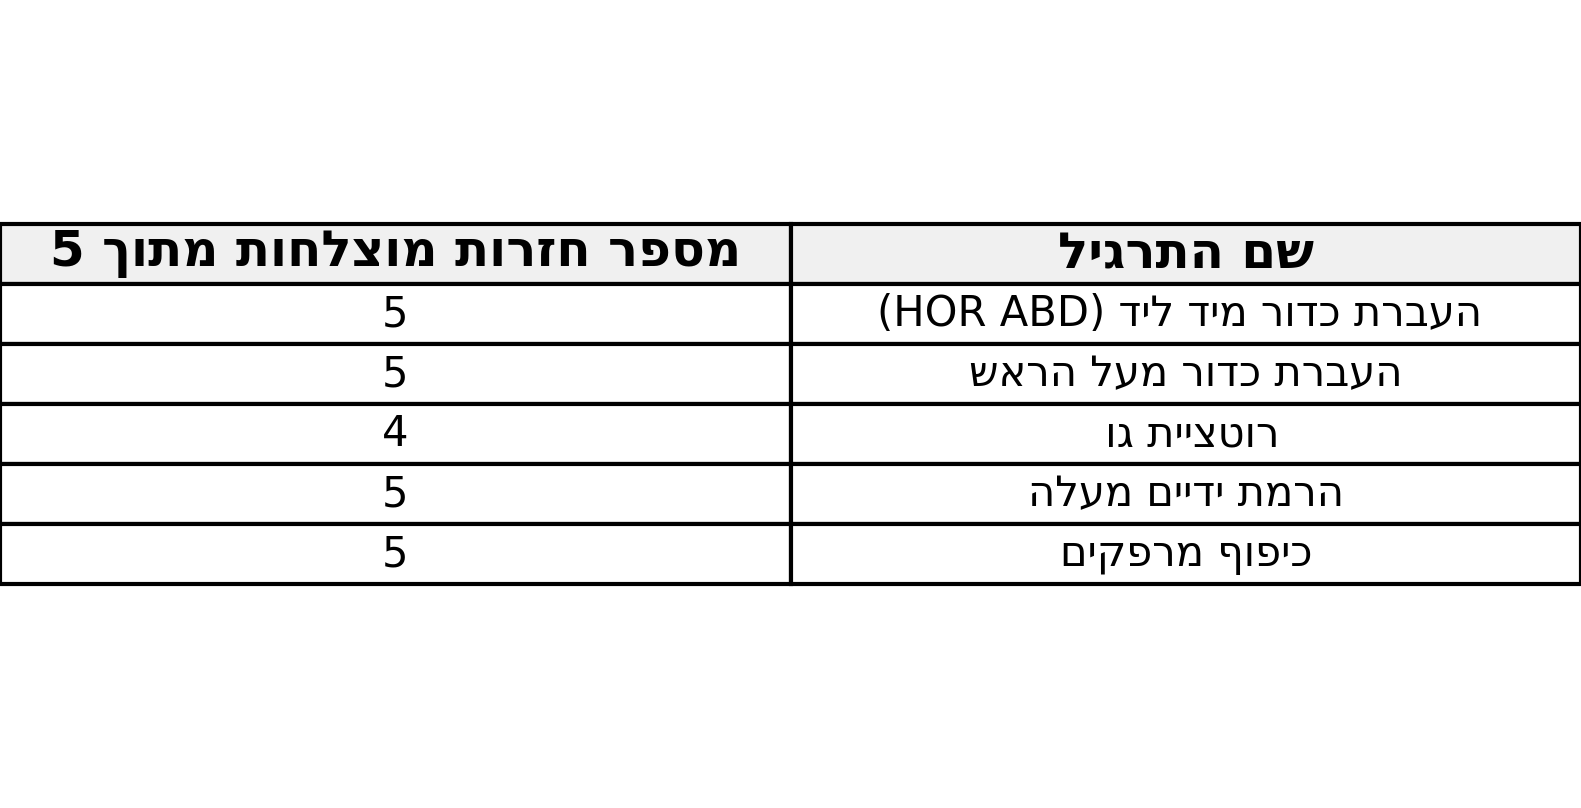 שם התרגיל מספר חזרות מוצלחות מתוך 5
העברת כדור מיד ליד (HOR ABD) 5
העברת כדור מעל הראש 5
רוטציית גו 4
הרמת ידיים מעלה 5
כיפוף מרפקים 5